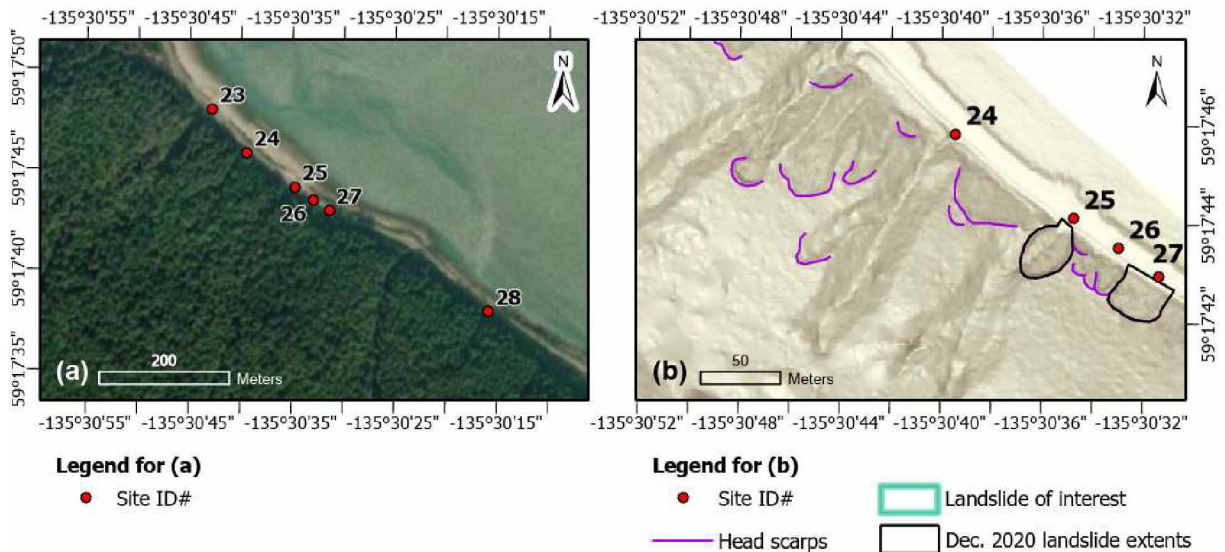 -135°30'55" -135°30'45" -135°30'35" -135°30'25" -135°30'15"
-135°30'52" -135°30'48" -135°30'44" -135°30'40" -135°30'36" -135°30'32"
59°17'50"
59°17'45"
59°17'40"
59°17'35"
N
23
24
25
26
27
28
(a)
200
Meters
N
24
25
26
27
(b)
50
Meters
59°17'46"
59°17'44"
59°17'42"
-135°30'55" -135°30'45" -135°30'35" -135°30'25" -135°30'15"
-135°30'52" -135°30'48" -135°30'44" -135°30'40" -135°30'36" -135°30'32"
Legend for (a)
Site ID#
Legend for (b)
Site ID#
Landslide of interest
Head scarps
Dec. 2020 landslide extents